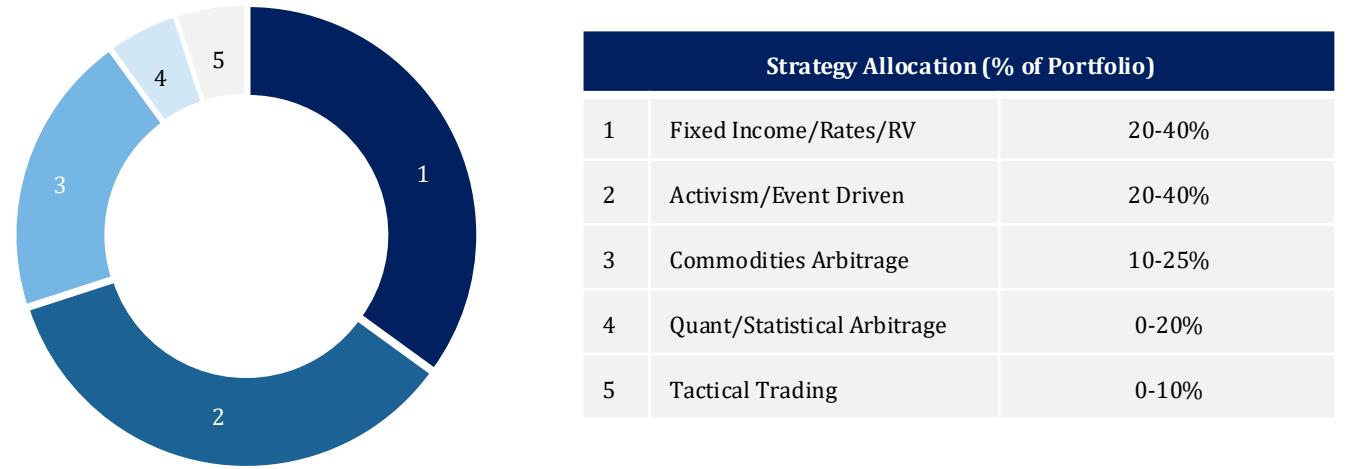 5
4
1
3
2
Strategy Allocation (% of Portfolio)
1 Fixed Income/Rates/RV 20-40%
2 Activism/Event Driven 20-40%
3 Commodities Arbitrage 10-25%
4 Quant/Statistical Arbitrage 0-20%
5 Tactical Trading 0-10%